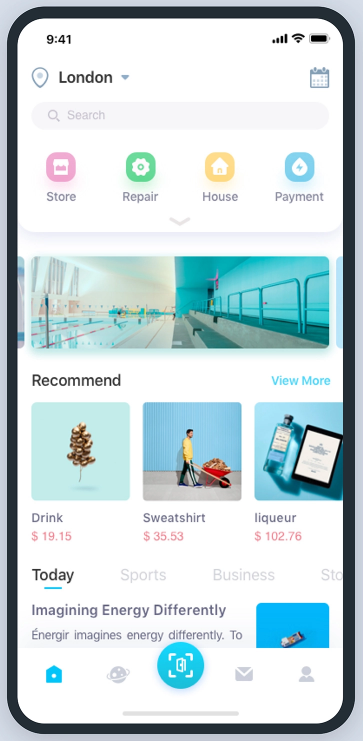 9:41
London
Search
Store Repair House Payment
Recommend View More
Drink Sweatshirt liqueur
$ 19.15 $ 35.53 $ 102.76
Today Sports Business Sto
Imagining Energy Differently
Énergir imagines energy differently. To